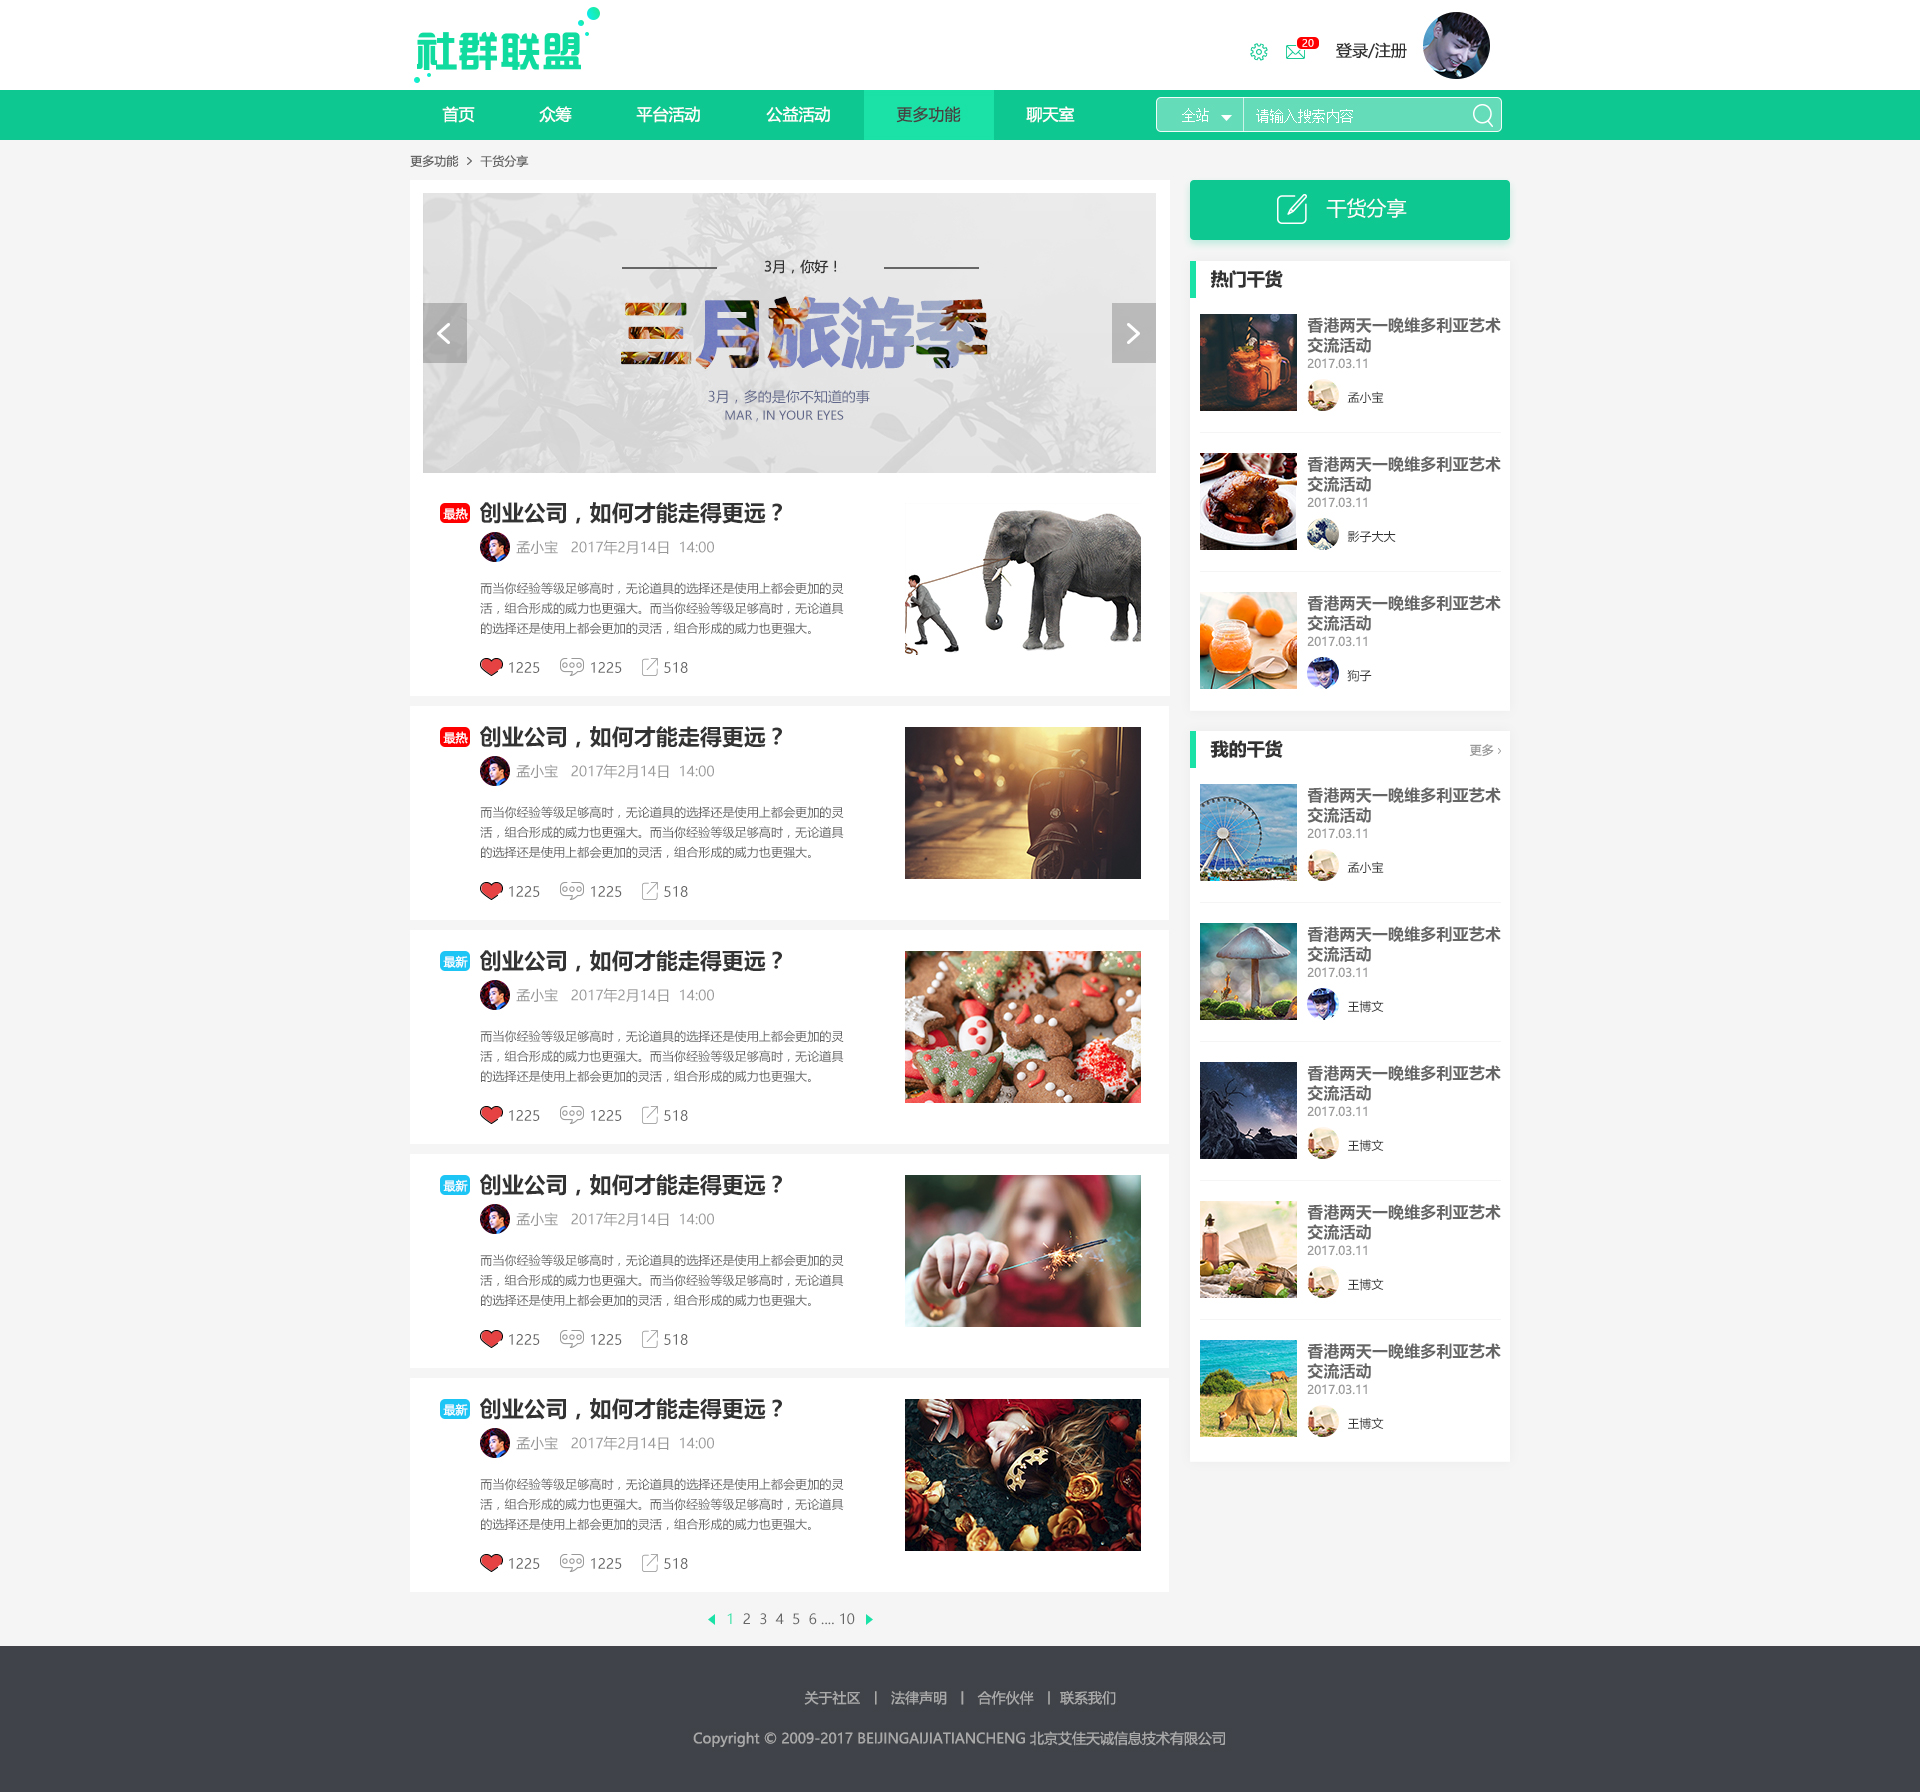 社群联盟
20
登录/注册
首页 众筹 平台活动 公益活动 更多功能 聊天室
全站 请输入搜索内容
更多功能 > 干货分享
3月，你好！
三月旅游季
3月，多的是你不知道的事
MAR , IN YOUR EYES
最热 创业公司，如何才能走得更远？
孟小宝 2017年2月14日 14:00
而当你经验等级足够高时，无论道具的选择还是使用上都会更加的灵
活，组合形成的威力也更强大。而当你经验等级足够高时，无论道具
的选择还是使用上都会更加的灵活，组合形成的威力也更强大。
1225 1225 518
最热 创业公司，如何才能走得更远？
孟小宝 2017年2月14日 14:00
而当你经验等级足够高时，无论道具的选择还是使用上都会更加的灵
活，组合形成的威力也更强大。而当你经验等级足够高时，无论道具
的选择还是使用上都会更加的灵活，组合形成的威力也更强大。
1225 1225 518
最新 创业公司，如何才能走得更远？
孟小宝 2017年2月14日 14:00
而当你经验等级足够高时，无论道具的选择还是使用上都会更加的灵
活，组合形成的威力也更强大。而当你经验等级足够高时，无论道具
的选择还是使用上都会更加的灵活，组合形成的威力也更强大。
1225 1225 518
最新 创业公司，如何才能走得更远？
孟小宝 2017年2月14日 14:00
而当你经验等级足够高时，无论道具的选择还是使用上都会更加的灵
活，组合形成的威力也更强大。而当你经验等级足够高时，无论道具
的选择还是使用上都会更加的灵活，组合形成的威力也更强大。
1225 1225 518
最新 创业公司，如何才能走得更远？
孟小宝 2017年2月14日 14:00
而当你经验等级足够高时，无论道具的选择还是使用上都会更加的灵
活，组合形成的威力也更强大。而当你经验等级足够高时，无论道具
的选择还是使用上都会更加的灵活，组合形成的威力也更强大。
1225 1225 518
1 2 3 4 5 6 .... 10
干货分享
热门干货
香港两天一晚维多利亚艺术
交流活动
2017.03.11
孟小宝
香港两天一晚维多利亚艺术
交流活动
2017.03.11
影子大大
香港两天一晚维多利亚艺术
交流活动
2017.03.11
狗子
我的干货 更多 ›
香港两天一晚维多利亚艺术
交流活动
2017.03.11
孟小宝
香港两天一晚维多利亚艺术
交流活动
2017.03.11
王博文
香港两天一晚维多利亚艺术
交流活动
2017.03.11
王博文
香港两天一晚维多利亚艺术
交流活动
2017.03.11
王博文
香港两天一晚维多利亚艺术
交流活动
2017.03.11
王博文
关于社区 | 法律声明 | 合作伙伴 | 联系我们
Copyright © 2009-2017 BEIJINGAIJIATIANCHENG 北京艾佳天诚信息技术有限公司